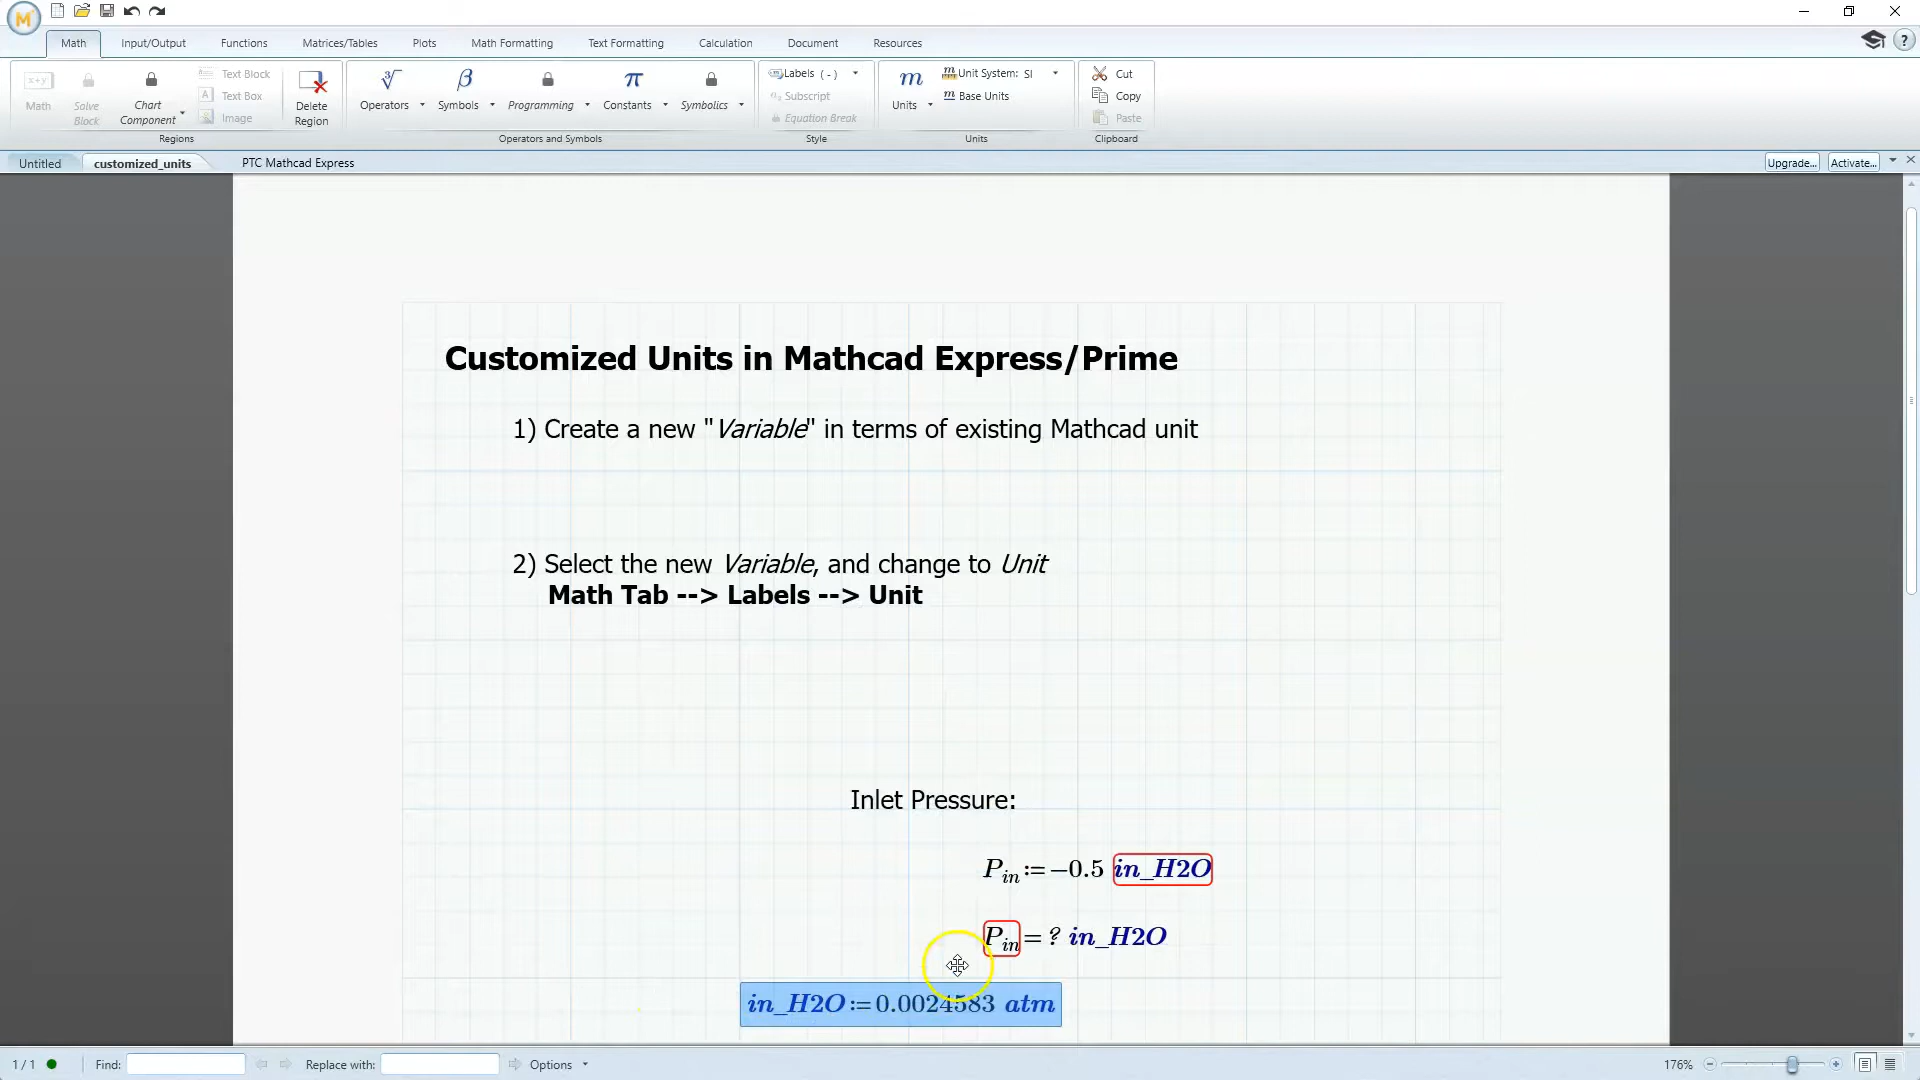 Math Input/Output Functions Matrices/Tables Plots Math Formatting Text Formatting Calculation Document Resources
Math
Solve Block
Chart Component
Text Block
Text Box
Image
Delete Region
Regions
Operators
Symbols
Programming
Constants
Symbolics
Operators and Symbols
Labels ( - )
Subscript
Equation Break
Style
Units
Unit System: SI
Base Units
Units
Cut
Copy
Paste
Clipboard
Untitled customized_units PTC Mathcad Express Upgrade... Activate...
Customized Units in Mathcad Express/Prime
1) Create a new "Variable" in terms of existing Mathcad unit
2) Select the new Variable, and change to Unit
Math Tab --> Labels --> Unit
Inlet Pressure:
P_in := −0.5 in_H2O
P_in = ? in_H2O
in_H2O := 0.0024583 atm
1 / 1 Find: Replace with: Options 176%